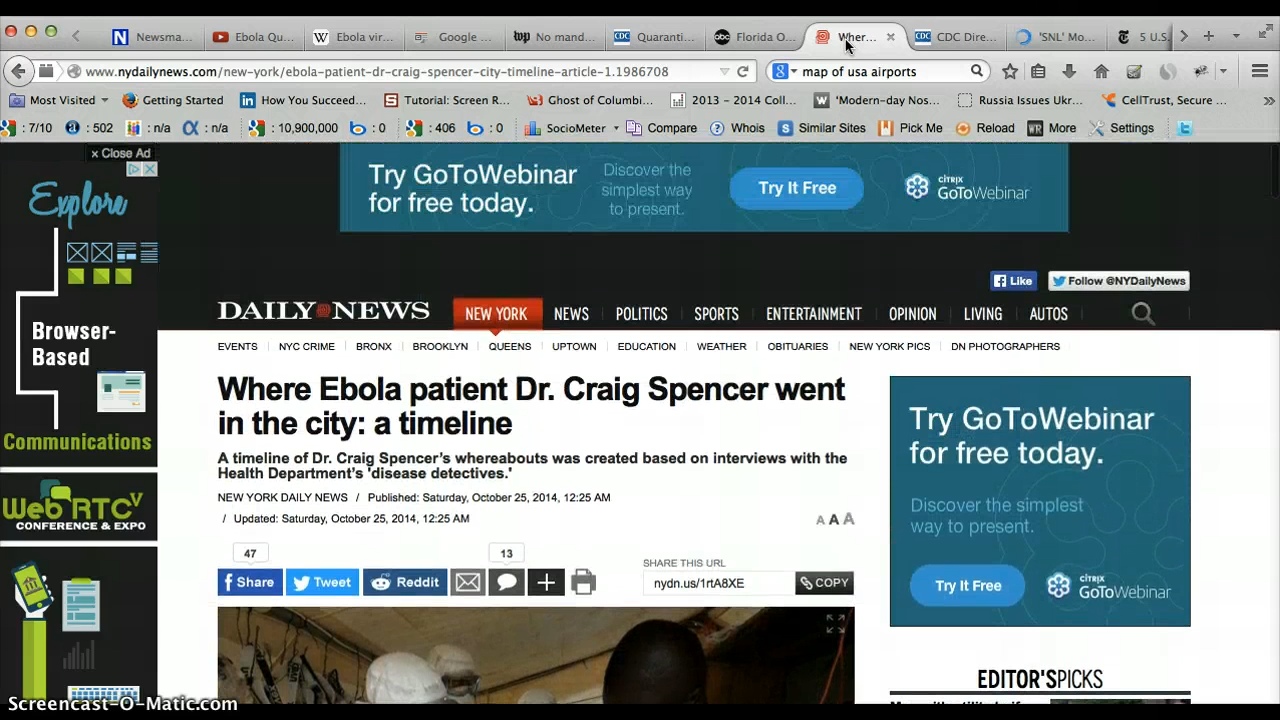 Newsma...
Ebola Qu...
Ebola vir...
Google ...
No mand...
Quaranti...
Florida O...
Wher...
CDC Dire...
'SNL' Mo...
5 U.S.
www.nydailynews.com/new-york/ebola-patient-dr-craig-spencer-city-timeline-article-1.1986708
map of usa airports
Most Visited
Getting Started
How You Succeed...
Tutorial: Screen R...
Ghost of Columbi...
2013 - 2014 Coll...
'Modern-day Nos...
Russia Issues Ukr...
CellTrust, Secure ...
: 7/10
: 502
: n/a
: n/a
: 10,900,000
: 0
: 406
: 0
SocioMeter
Compare
Whois
Similar Sites
Pick Me
Reload
More
Settings
× Close Ad
Explore
Browser-
Based
Communications
Web RTC
CONFERENCE & EXPO
Try GoToWebinar
for free today.
Discover the
simplest way
to present.
Try It Free
CITRIX
GoToWebinar
Like
Follow @NYDailyNews
DAILY NEWS
NEW YORK
NEWS
POLITICS
SPORTS
ENTERTAINMENT
OPINION
LIVING
AUTOS
EVENTS
NYC CRIME
BRONX
BROOKLYN
QUEENS
UPTOWN
EDUCATION
WEATHER
OBITUARIES
NEW YORK PICS
DN PHOTOGRAPHERS
Where Ebola patient Dr. Craig Spencer went
in the city: a timeline
A timeline of Dr. Craig Spencer's whereabouts was created based on interviews with the
Health Department's 'disease detectives.'
NEW YORK DAILY NEWS / Published: Saturday, October 25, 2014, 12:25 AM
/ Updated: Saturday, October 25, 2014, 12:25 AM
A A A
47
13
Share
Tweet
Reddit
SHARE THIS URL
nydn.us/1rtA8XE
COPY
Try GoToWebinar
for free today.
Discover the simplest
way to present.
Try It Free
CITRIX
GoToWebinar
EDITOR'S PICKS
Screencast-O-Matic.com